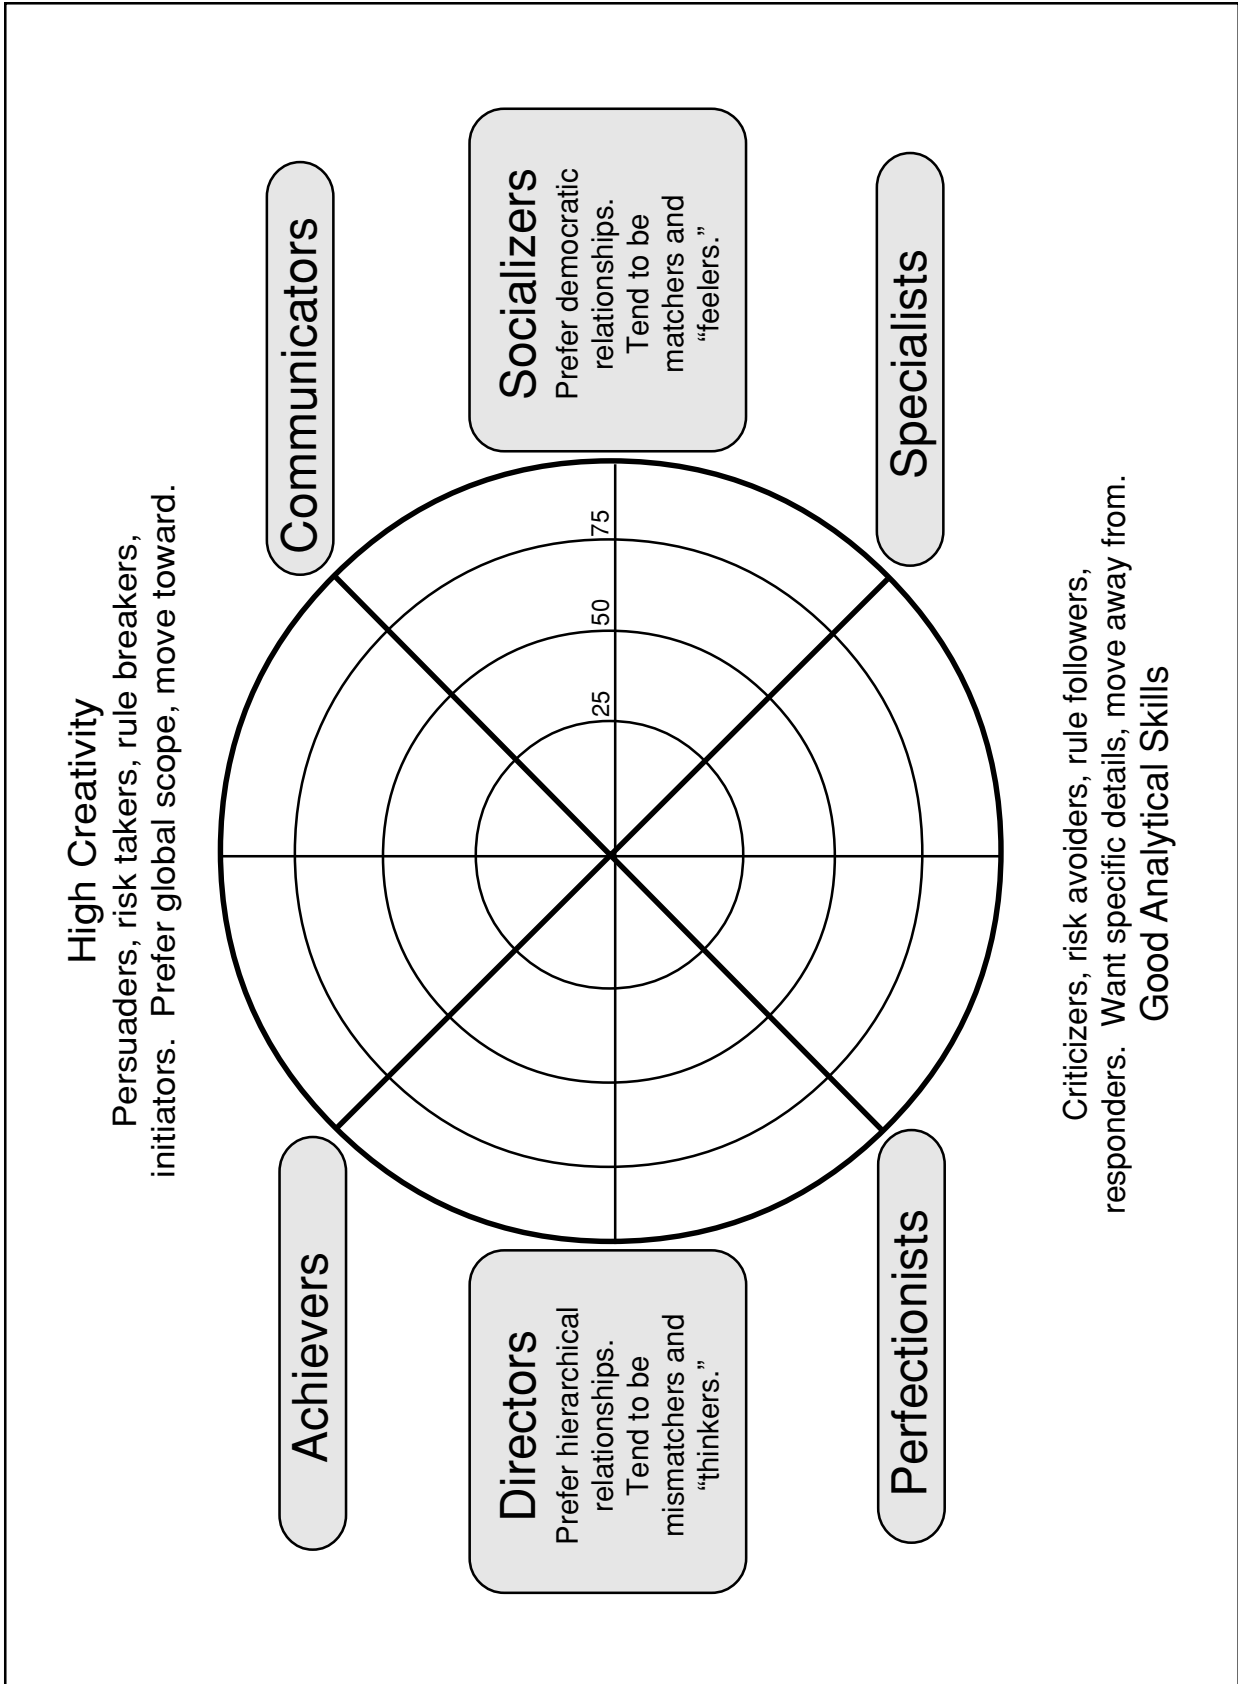 High Creativity
Persuaders, risk takers, rule breakers,
initiators.  Prefer global scope, move toward.
Achievers
Communicators
Directors
Prefer hierarchical
relationships.
Tend to be
mismatchers and
“thinkers.”
25
50
75
Socializers
Prefer democratic
relationships.
Tend to be
matchers and
“feelers.”
Perfectionists
Specialists
Criticizers, risk avoiders, rule followers,
responders.  Want specific details, move away from.
Good Analytical Skills